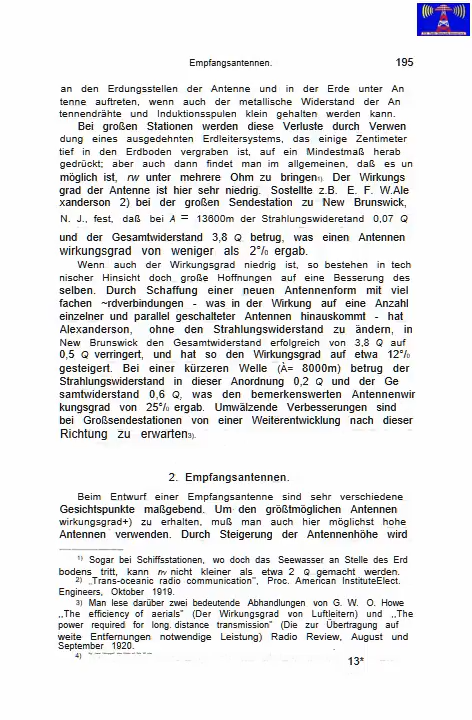 Empfangsantennen. 195
an den Erdungsstellen der Antenne und in der Erde unter An
tenne auftreten, wenn auch der metallische Widerstand der An
tennendrähte und Induktionsspulen klein gehalten werden kann.
Bei großen Stationen werden diese Verluste durch Verwen
dung eines ausgedehnten Erdleitersystems, das einige Zentimeter
tief in den Erdboden vergraben ist, auf ein Mindestmaß herab
gedrückt; aber auch dann findet man im allgemeinen, daß es un
möglich ist, rw unter mehrere Ohm zu bringen1). Der Wirkungs
grad der Antenne ist hier sehr niedrig. Sostellte z.B. E. F. W.Ale
xanderson 2) bei der großen Sendestation zu New Brunswick,
N. J., fest, daß bei A = 13600m der Strahlungswideretand 0,07 Q
und der Gesamtwiderstand 3,8 Q betrug, was einen Antennen
wirkungsgrad von weniger als 2°/o ergab.
Wenn auch der Wirkungsgrad niedrig ist, so bestehen in tech
nischer Hinsicht doch große Hoffnungen auf eine Besserung des
selben. Durch Schaffung einer neuen Antennenform mit viel
fachen ~rdverbindungen - was in der Wirkung auf eine Anzahl
einzelner und parallel geschalteter Antennen hinauskommt - hat
Alexanderson, ohne den Strahlungswiderstand zu ändern, in
New Brunswick den Gesamtwiderstand erfolgreich von 3,8 Q auf
0,5 Q verringert, und hat so den Wirkungsgrad auf etwa 12°/o
gesteigert. Bei einer kürzeren Welle (À= 8000m) betrug der
Strahlungswiderstand in dieser Anordnung 0,2 Q und der Ge
samtwiderstand 0,6 Q, was den bemerkenswerten Antennenwir
kungsgrad von 25°/o ergab. Umwälzende Verbesserungen sind
bei Großsendestationen von einer Weiterentwicklung nach dieser
Richtung zu erwarten3).
2. Empfangsantennen.
Beim Entwurf einer Empfangsantenne sind sehr verschiedene
Gesichtspunkte maßgebend. Um den größtmöglichen Antennen
wirkungsgrad+) zu erhalten, muß man auch hier möglichst hohe
Antennen verwenden. Durch Steigerung der Antennenhöhe wird
1) Sogar bei Schiffsstationen, wo doch das Seewasser an Stelle des Erd
bodens tritt, kann rw nicht kleiner als etwa 2 Q gemacht werden.
2) ,,Trans-oceanic radio communication", Proc. American InstituteElect.
Engineers, Oktober 1919.
3) Man lese darüber zwei bedeutende Abhandlungen von G. W. O. Howe
,,The efficiency of aerials" (Der Wirkungsgrad von Luftleitern) und ,,The
power required for long. distance transmission" (Die zur Übertragung auf
weite Entfernungen notwendige Leistung) Radio Review, August und
September 1920.
4)
13*